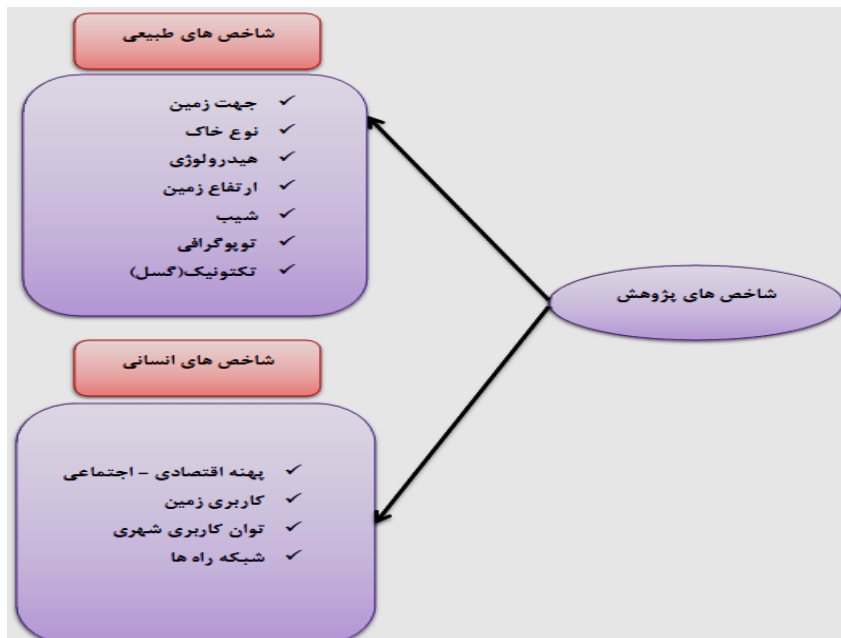 شاخص های طبیعی
جهت زمین
نوع خاک
هیدرولوژی
ارتفاع زمین
شیب
توپوگرافی
تکتونیک(گسل)
شاخص های پژوهش
شاخص های انسانی
پهنه اقتصادی – اجتماعی
کاربری زمین
توان کاربری شهری
شبکه راه ها